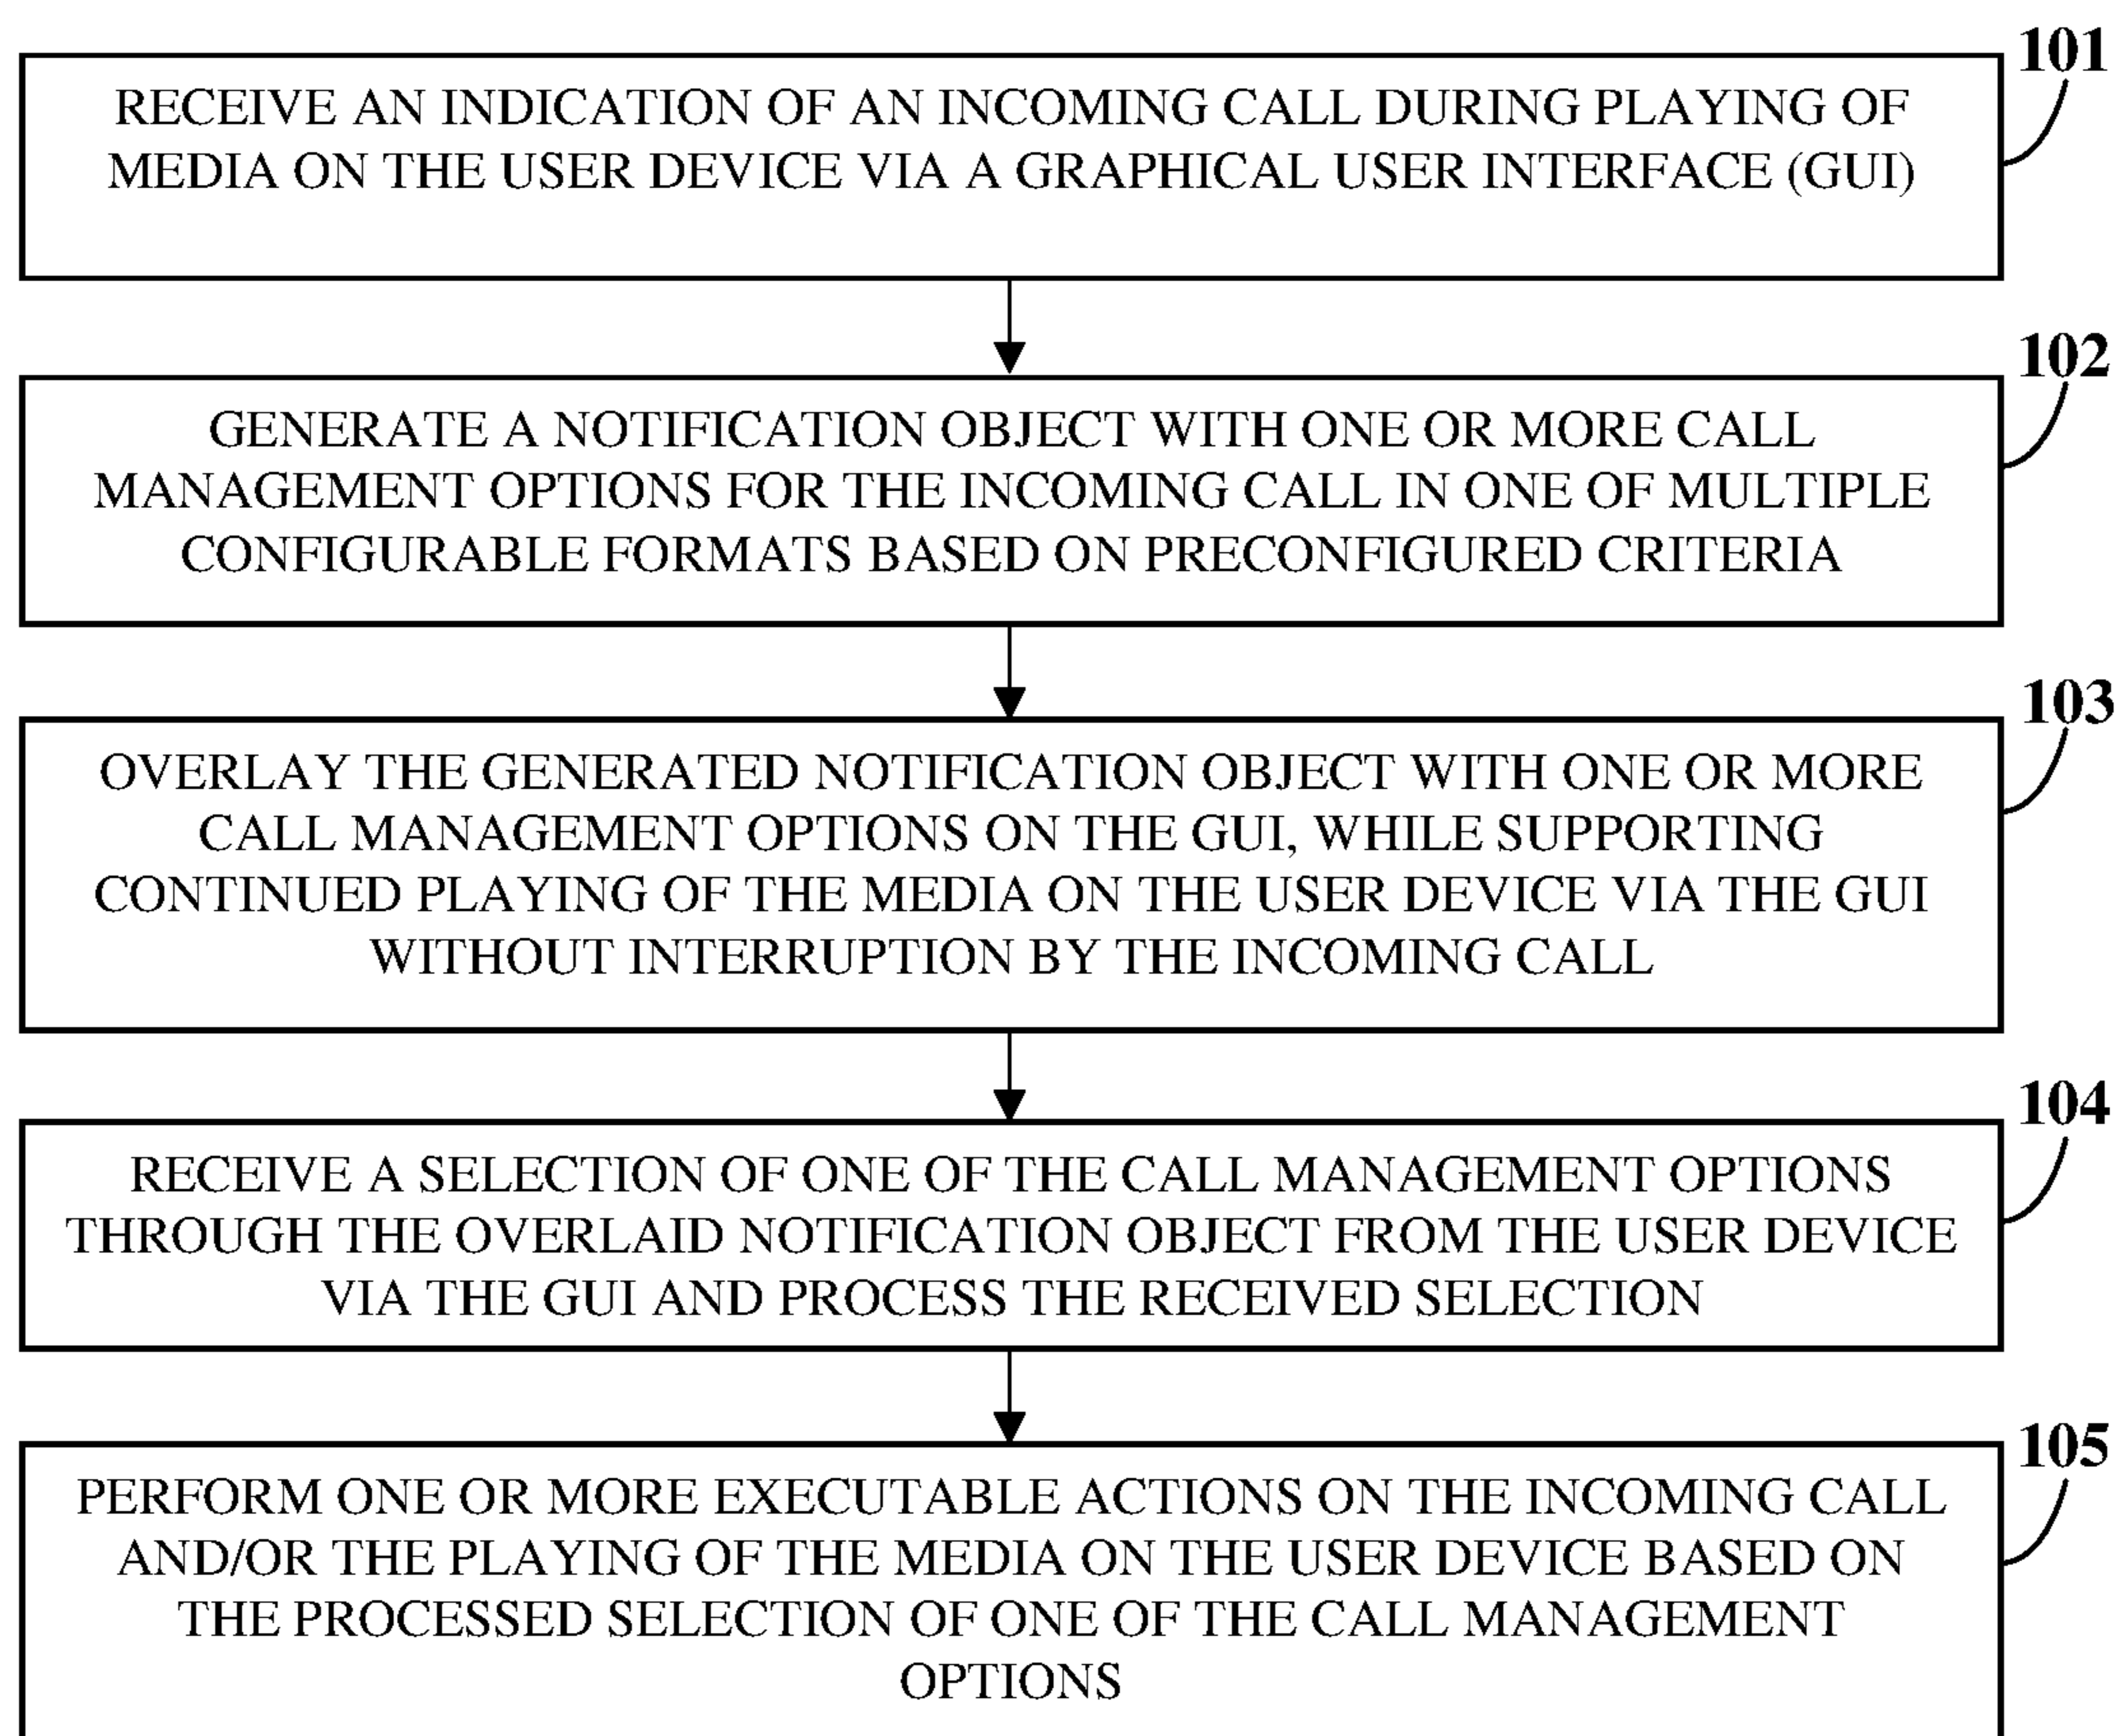 101
RECEIVE AN INDICATION OF AN INCOMING CALL DURING PLAYING OF
MEDIA ON THE USER DEVICE VIA A GRAPHICAL USER INTERFACE (GUI)
102
GENERATE A NOTIFICATION OBJECT WITH ONE OR MORE CALL
MANAGEMENT OPTIONS FOR THE INCOMING CALL IN ONE OF MULTIPLE
CONFIGURABLE FORMATS BASED ON PRECONFIGURED CRITERIA
103
OVERLAY THE GENERATED NOTIFICATION OBJECT WITH ONE OR MORE
CALL MANAGEMENT OPTIONS ON THE GUI, WHILE SUPPORTING
CONTINUED PLAYING OF THE MEDIA ON THE USER DEVICE VIA THE GUI
WITHOUT INTERRUPTION BY THE INCOMING CALL
104
RECEIVE A SELECTION OF ONE OF THE CALL MANAGEMENT OPTIONS
THROUGH THE OVERLAID NOTIFICATION OBJECT FROM THE USER DEVICE
VIA THE GUI AND PROCESS THE RECEIVED SELECTION
105
PERFORM ONE OR MORE EXECUTABLE ACTIONS ON THE INCOMING CALL
AND/OR THE PLAYING OF THE MEDIA ON THE USER DEVICE BASED ON
THE PROCESSED SELECTION OF ONE OF THE CALL MANAGEMENT
OPTIONS